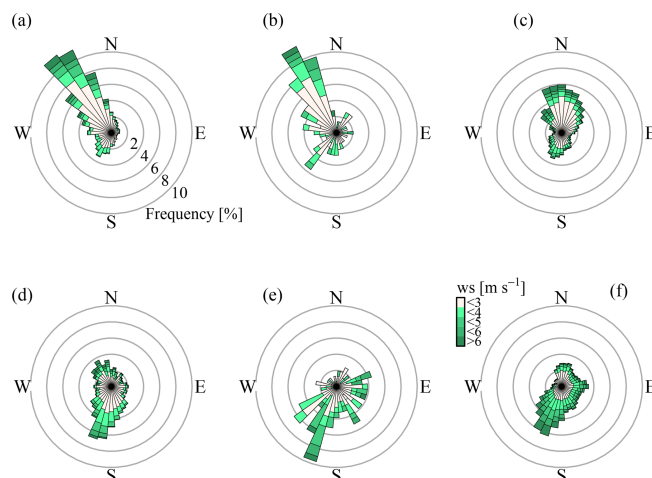 (a)
N
W
E
S
2
4
6
8
10
Frequency [%]
(b)
N
W
E
S
(c)
N
W
E
S
(d)
N
W
E
S
(e)
N
W
E
S
ws [m s⁻¹]
<3
<4
<5
<6
>6
(f)
N
W
E
S